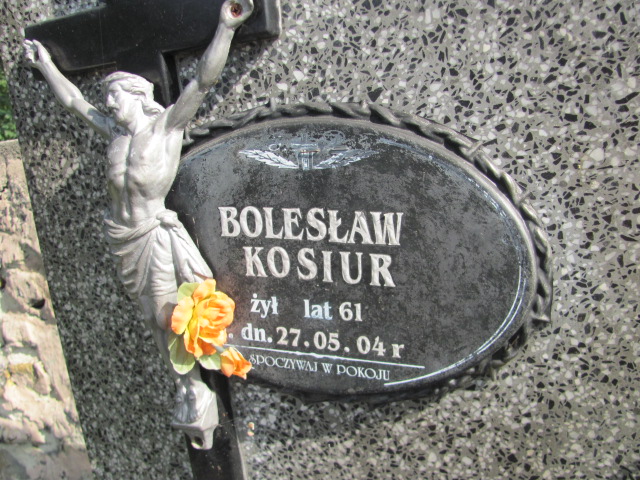 BOLESŁAW
KOSIUR
żył lat 61
. dn. 27.05.04 r
SPOCZYWAJ W POKOJU